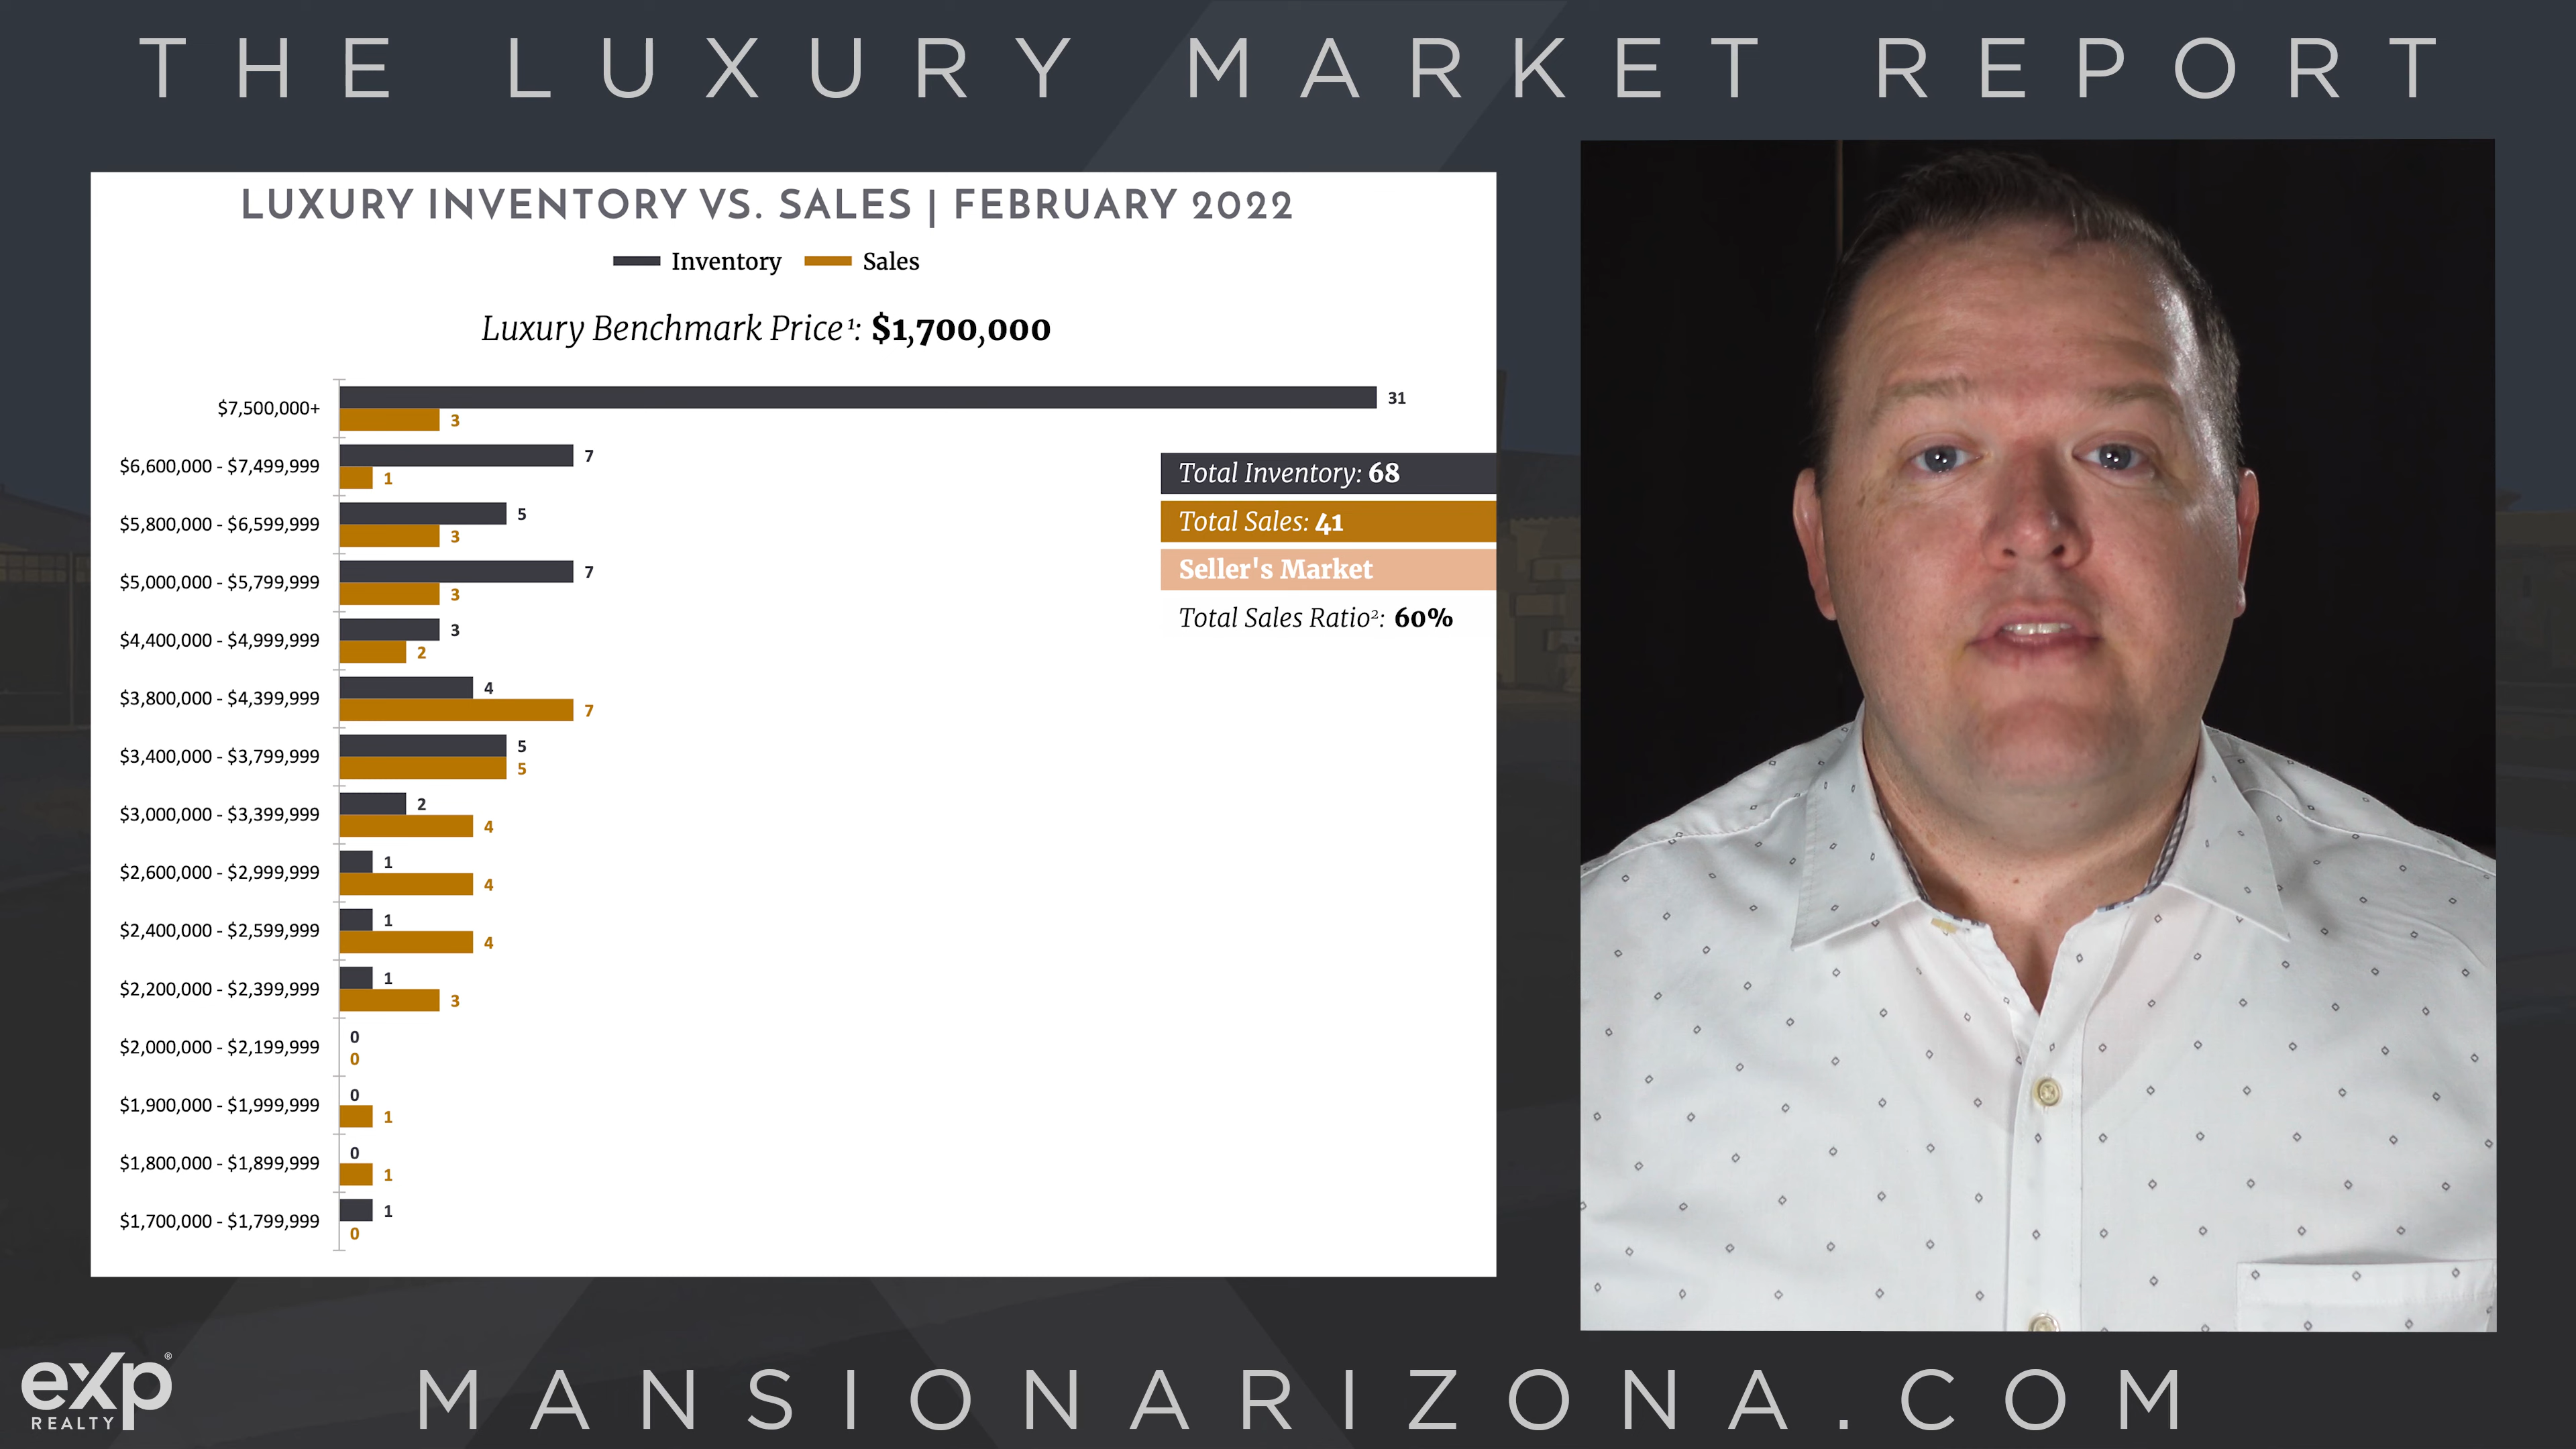 THE LUXURY MARKET REPORT
LUXURY INVENTORY VS. SALES | FEBRUARY 2022
Inventory Sales
Luxury Benchmark Price¹: $1,700,000
$7,500,000+ 31
3
$6,600,000 - $7,499,999 7
1
$5,800,000 - $6,599,999 5
3
$5,000,000 - $5,799,999 7
3
$4,400,000 - $4,999,999 3
2
$3,800,000 - $4,399,999 4
7
$3,400,000 - $3,799,999 5
5
$3,000,000 - $3,399,999 2
4
$2,600,000 - $2,999,999 1
4
$2,400,000 - $2,599,999 1
4
$2,200,000 - $2,399,999 1
3
$2,000,000 - $2,199,999 0
0
$1,900,000 - $1,999,999 0
1
$1,800,000 - $1,899,999 0
1
$1,700,000 - $1,799,999 1
0
Total Inventory: 68
Total Sales: 41
Seller's Market
Total Sales Ratio²: 60%
eXp®
REALTY
MANSIONARIZONA.COM